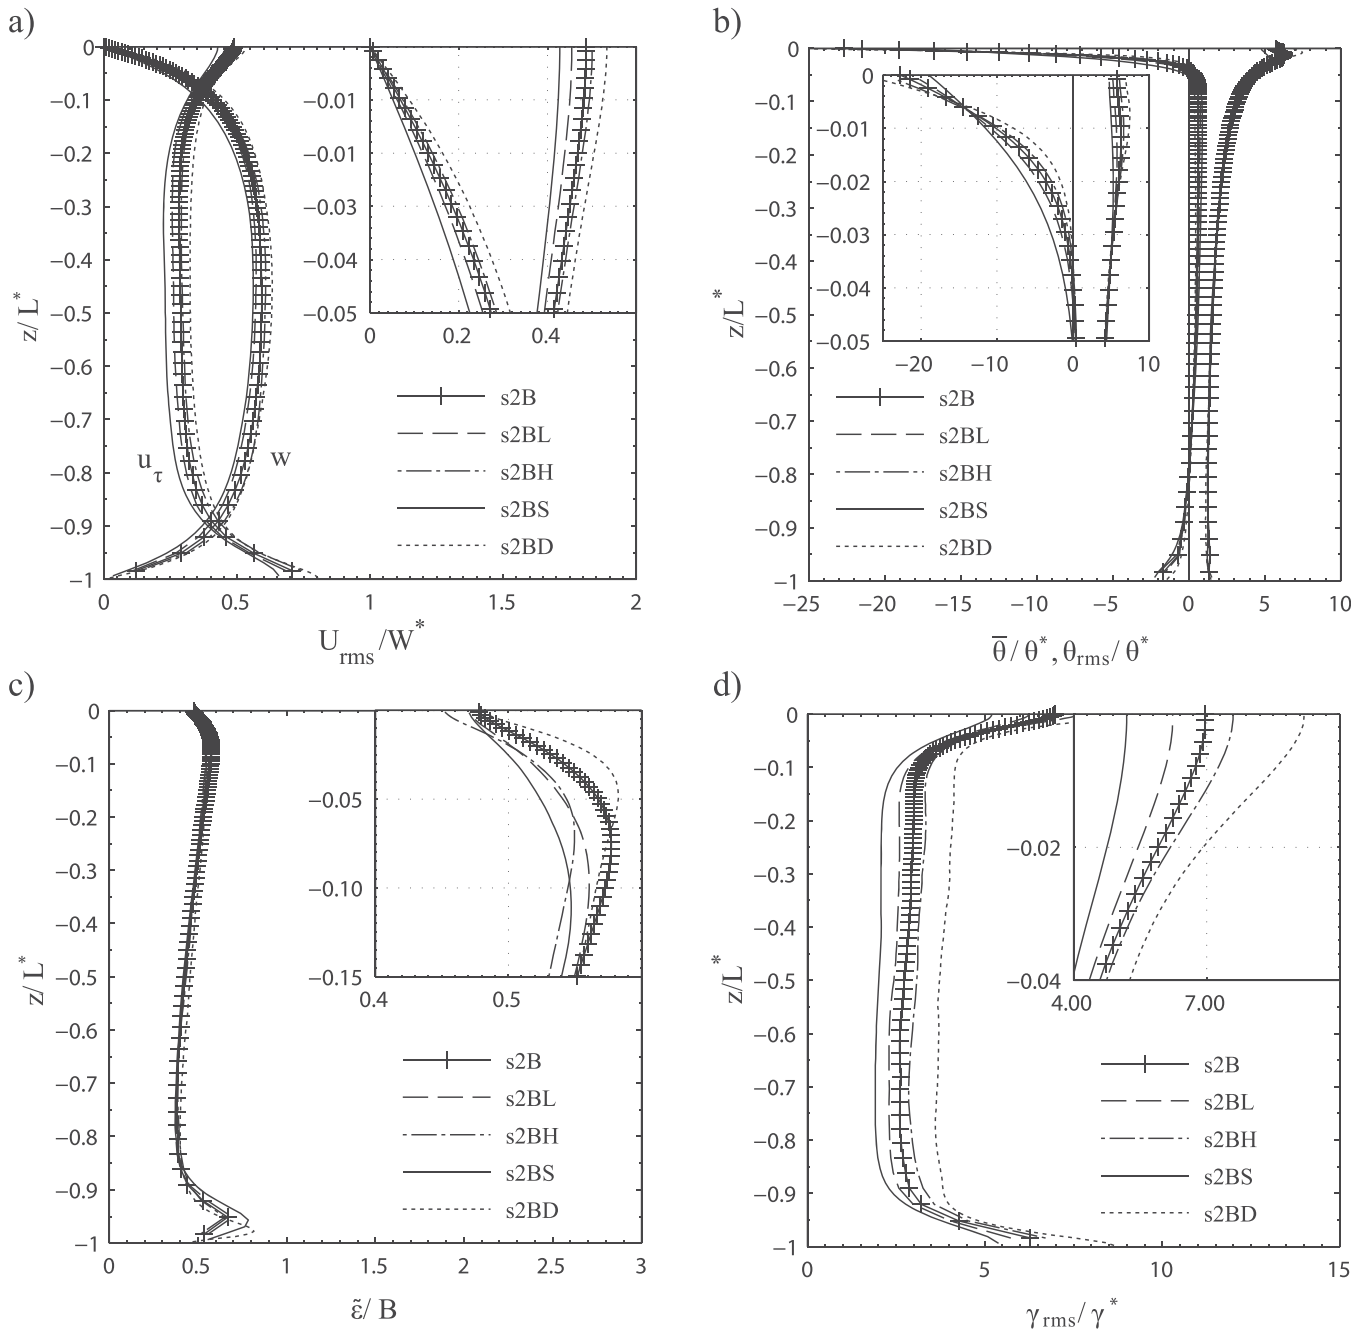 a)
0
−0.1
−0.2
−0.3
−0.4
−0.5
−0.6
−0.7
−0.8
−0.9
−1
z/L*
0
−0.01
−0.01
−0.03
−0.04
−0.05
0
0.2
0.4
s2B
s2BL
s2BH
s2BS
s2BD
u_τ
w
0
0.5
1
1.5
2
U_rms/W*
b)
0
−0.1
−0.2
−0.3
−0.4
−0.5
−0.6
−0.7
−0.8
−0.9
−1
z/L*
0
−0.01
−0.02
−0.03
−0.04
−0.05
−20
−10
0
10
s2B
s2BL
s2BH
s2BS
s2BD
−25
−20
−15
−10
−5
0
5
10
θ̅/θ*, θ_rms/θ*
c)
0
−0.1
−0.2
−0.3
−0.4
−0.5
−0.6
−0.7
−0.8
−0.9
−1
z/L*
−0.05
−0.10
−0.15
0.4
0.5
s2B
s2BL
s2BH
s2BS
s2BD
0
0.5
1
1.5
2
2.5
3
ε̃/B
d)
0
−0.1
−0.2
−0.3
−0.4
−0.5
−0.6
−0.7
−0.8
−0.9
−1
z/L*
−0.02
−0.04
4.00
7.00
s2B
s2BL
s2BH
s2BS
s2BD
0
5
10
15
γ_rms/γ*